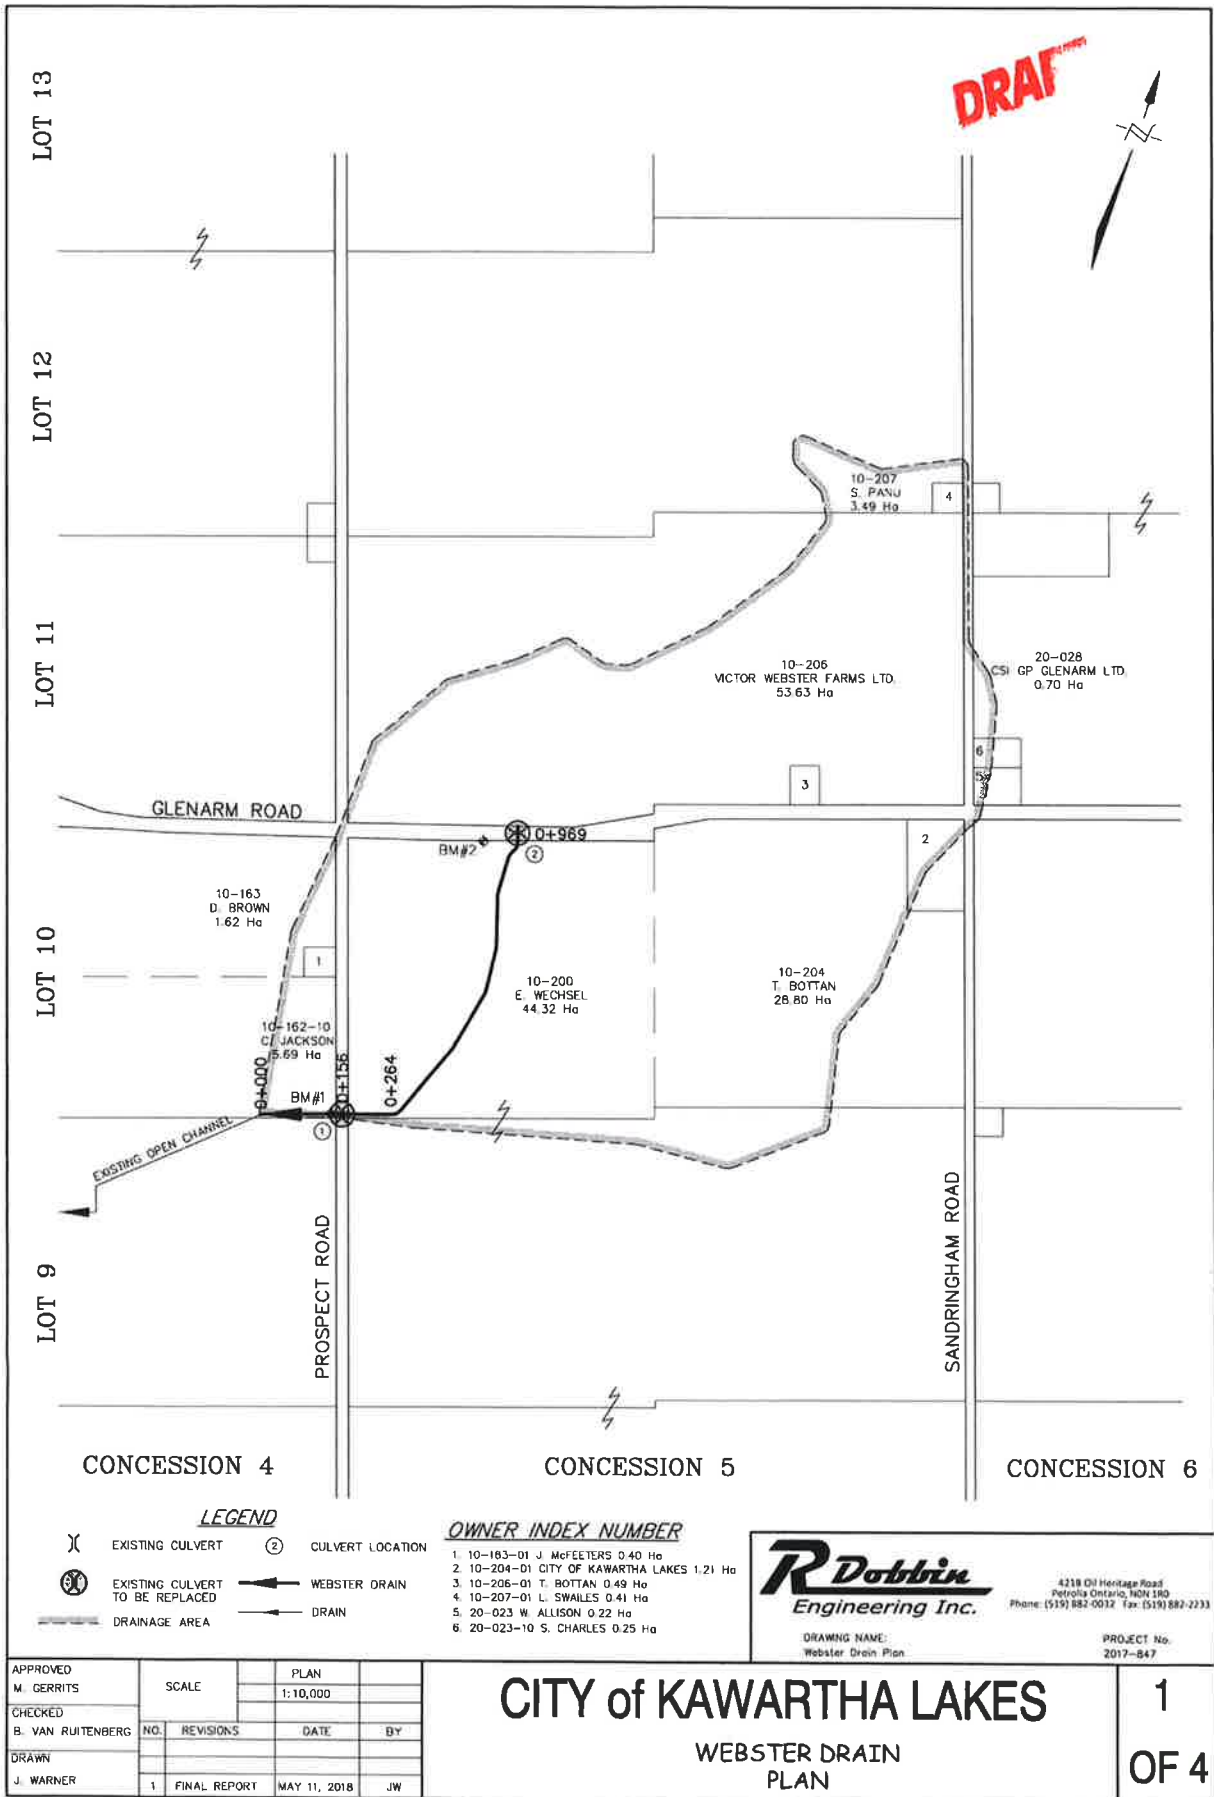 DRAF
LOT 13
LOT 12
LOT 11
LOT 10
LOT 9
10-207
S. PANJ
3.49 Ha
4
10-206
VICTOR WEBSTER FARMS LTD.
53.63 Ha
20-028
CSI GP GLENARM LTD.
0.70 Ha
6
5
3
GLENARM ROAD
BM#2
0+969
2
2
10-163
D. BROWN
1.62 Ha
1
10-200
E. WECHSEL
44.32 Ha
10-204
T. BOTTAN
28.80 Ha
10-162-10
C. JACKSON
5.69 Ha
0+000
BM#1
0+156
0+264
1
EXISTING OPEN CHANNEL
PROSPECT ROAD
SANDRINGHAM ROAD
CONCESSION 4
CONCESSION 5
CONCESSION 6
LEGEND
EXISTING CULVERT
2 CULVERT LOCATION
EXISTING CULVERT
TO BE REPLACED
WEBSTER DRAIN
DRAINAGE AREA
DRAIN
OWNER INDEX NUMBER
1. 10-163-01 J. McFEETERS 0.40 Ha
2. 10-204-01 CITY OF KAWARTHA LAKES 1.21 Ha
3. 10-206-01 T. BOTTAN 0.49 Ha
4. 10-207-01 L. SWAILES 0.41 Ha
5. 20-023 W. ALLISON 0.22 Ha
6. 20-023-10 S. CHARLES 0.25 Ha
R Dobbin
Engineering Inc.
4218 Oil Heritage Road
Petrolia Ontario, N0N 1R0
Phone: (519) 882-0032 Fax: (519) 882-2233
DRAWING NAME:
Webster Drain Plan
PROJECT No.
2017-847
APPROVED
M. GERRITS
CHECKED
B. VAN RUITENBERG
DRAWN
J. WARNER
SCALE
PLAN
1:10,000
NO. REVISIONS DATE BY
1 FINAL REPORT MAY 11, 2018 JW
CITY of KAWARTHA LAKES
WEBSTER DRAIN
PLAN
1
OF 4